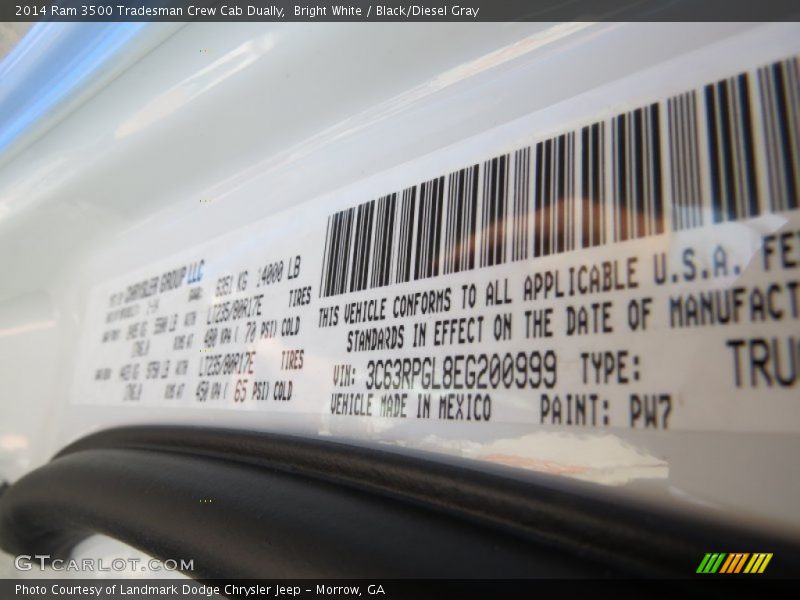 2014 Ram 3500 Tradesman Crew Cab Dually,  Bright White / Black/Diesel Gray
CHRYSLER GROUP LLC
6351 KG 14000 LB
LT235/80R17E TIRES
KPA ( 70 PSI) COLD
LT235/80R17E TIRES
450 KPA ( 65 PSI) COLD
THIS VEHICLE CONFORMS TO ALL APPLICABLE U.S.A. FE
STANDARDS IN EFFECT ON THE DATE OF MANUFACT
VIN: 3C63RPGL8EG200999 TYPE: TRU
VEHICLE MADE IN MEXICO PAINT: PW7
GTCARLOT.COM
Photo Courtesy of Landmark Dodge Chrysler Jeep – Morrow, GA